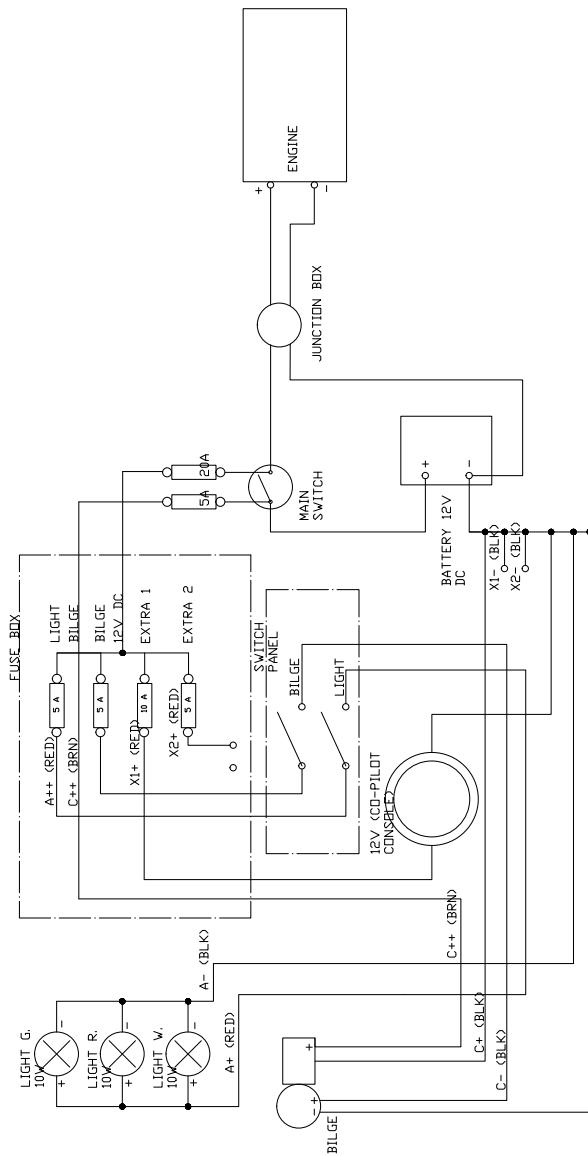 ENGINE
+
-
JUNCTION BOX
20A
5A
MAIN
SWITCH
+
-
BATTERY 12V
DC
X1- (BLK)
X2- (BLK)
FUSE BOX
LIGHT
BILGE
BILGE
12V DC
EXTRA 1
EXTRA 2
5 A
5 A
10 A
5 A
A++ (RED)
C++ (BRN)
X1+ (RED)
X2+ (RED)
SWITCH
PANEL
BILGE
LIGHT
12V (CO-PILOT
CONSOLE)
C++ (BRN)
A- (BLK)
A+ (RED)
C+ (BLK)
C- (BLK)
LIGHT G.
10W
+
-
LIGHT R.
10W
+
-
LIGHT W.
10W
+
-
+
-+
BILGE